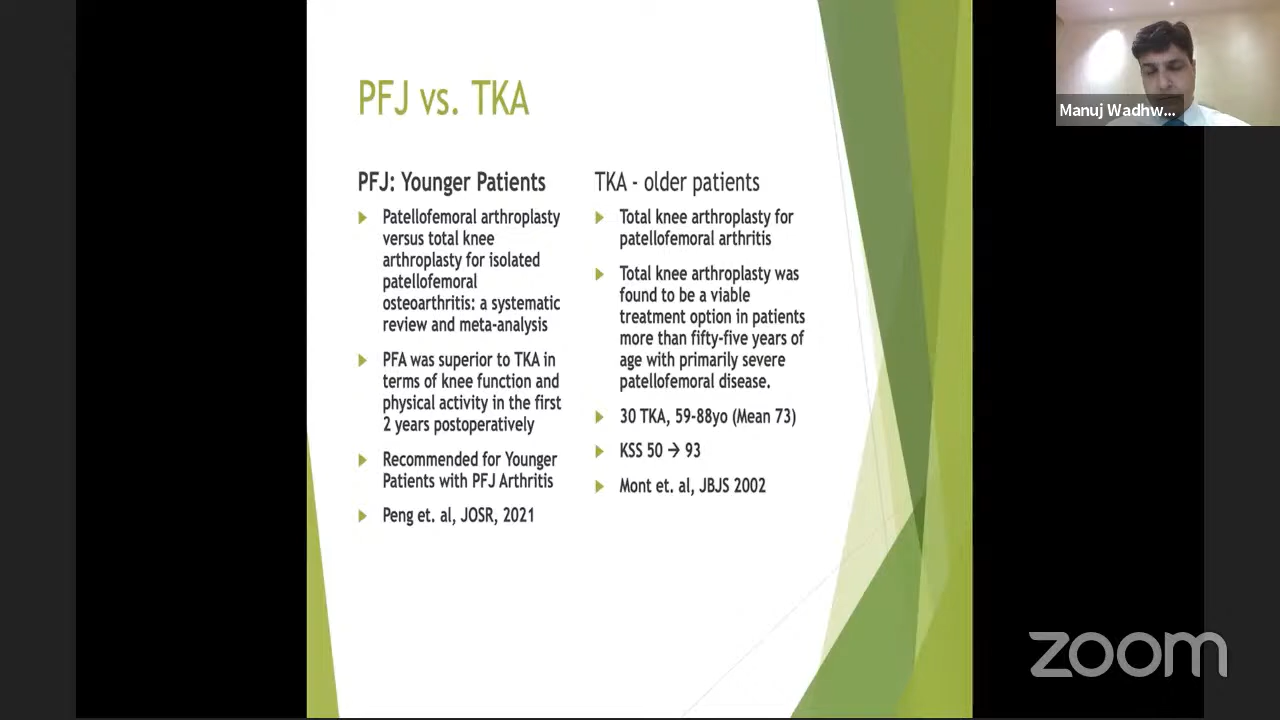 PFJ vs. TKA
PFJ: Younger Patients
Patellofemoral arthroplasty
versus total knee
arthroplasty for isolated
patellofemoral
osteoarthritis: a systematic
review and meta-analysis
PFA was superior to TKA in
terms of knee function and
physical activity in the first
2 years postoperatively
Recommended for Younger
Patients with PFJ Arthritis
Peng et. al, JOSR, 2021
TKA - older patients
Total knee arthroplasty for
patellofemoral arthritis
Total knee arthroplasty was
found to be a viable
treatment option in patients
more than fifty-five years of
age with primarily severe
patellofemoral disease.
30 TKA, 59-88yo (Mean 73)
KSS 50 → 93
Mont et. al, JBJS 2002
Manuj Wadhw...
zoom